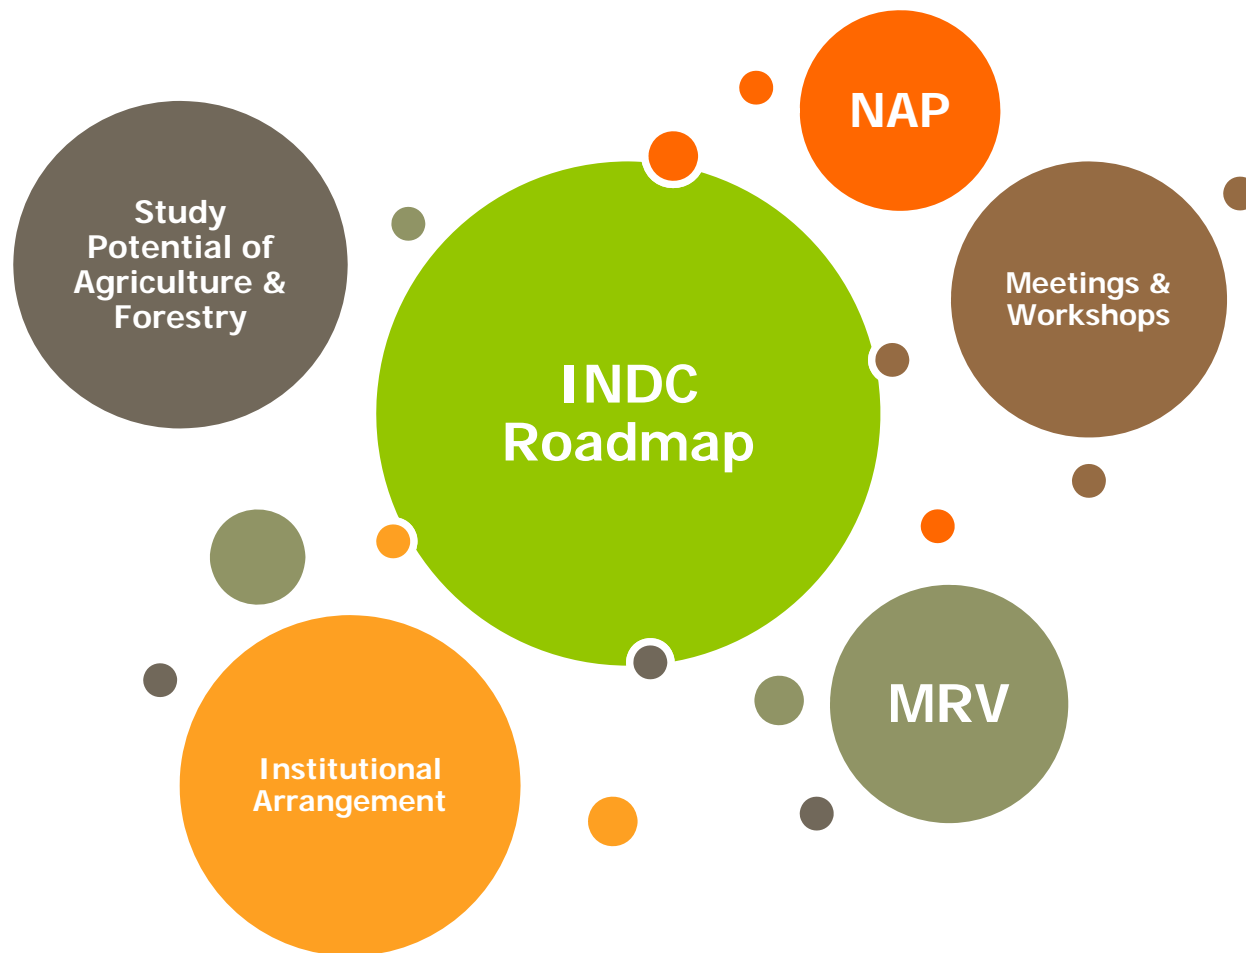 NAP
Study
Potential of
Agriculture &
Forestry
Meetings &
Workshops
INDC
Roadmap
MRV
Institutional
Arrangement